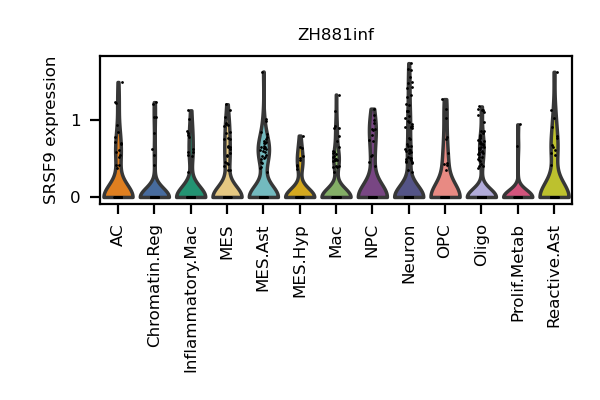 ZH881inf
SRSF9 expression
1
0
AC
Chromatin.Reg
Inflammatory.Mac
MES
MES.Ast
MES.Hyp
Mac
NPC
Neuron
OPC
Oligo
Prolif.Metab
Reactive.Ast